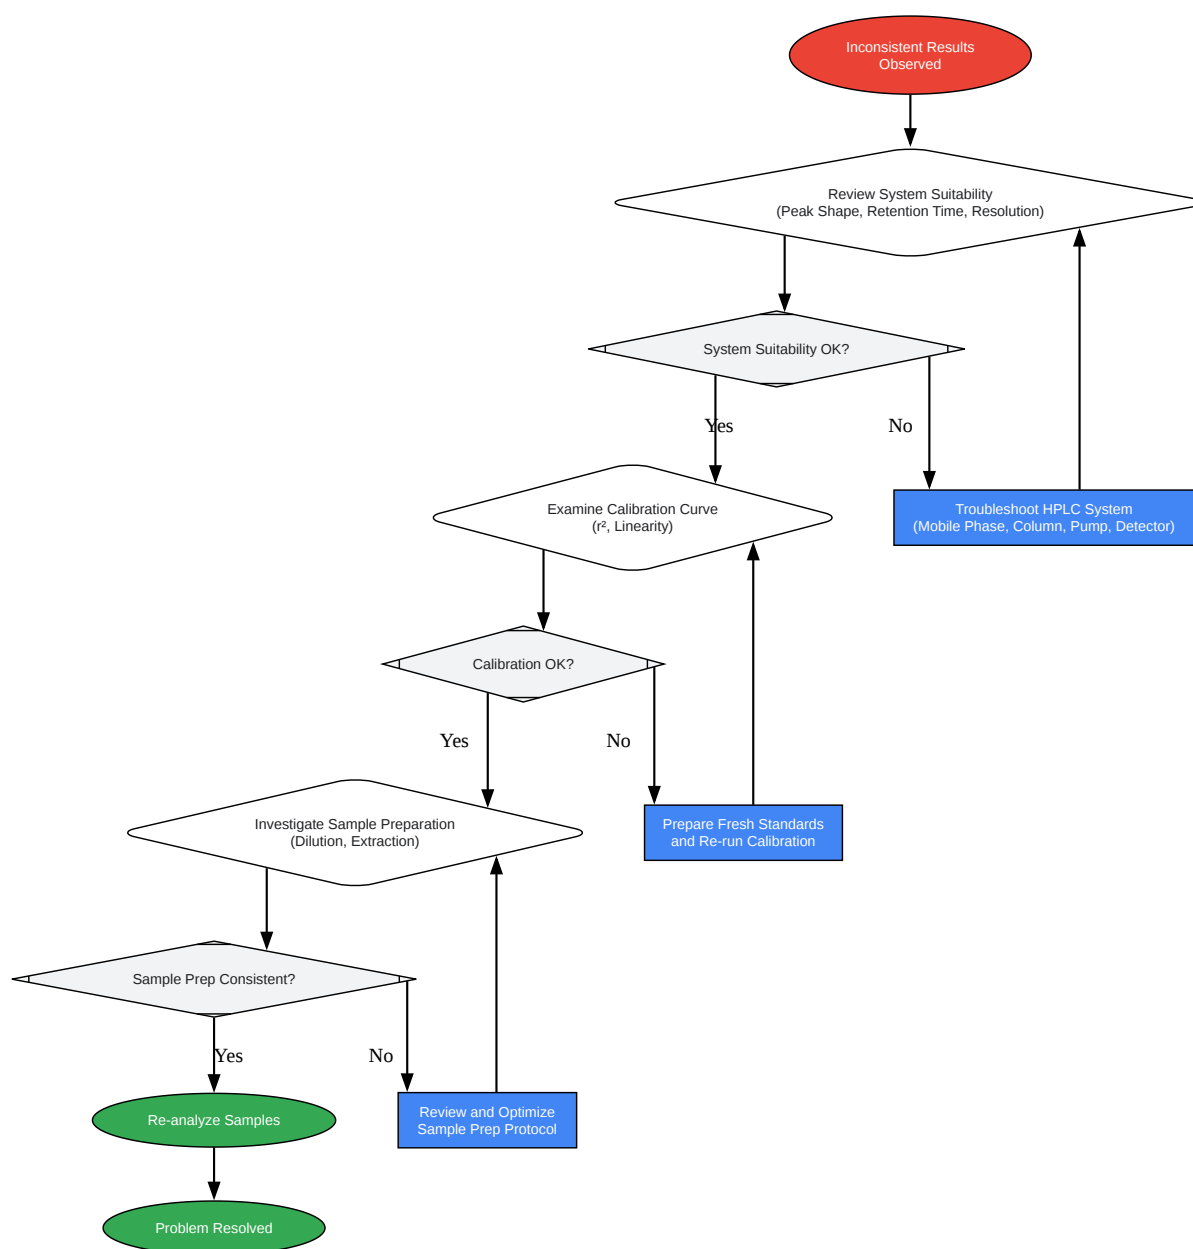 Inconsistent Results
Observed
Review System Suitability
(Peak Shape, Retention Time, Resolution)
System Suitability OK?
Yes
No
Examine Calibration Curve
(r², Linearity)
Troubleshoot HPLC System
(Mobile Phase, Column, Pump, Detector)
Calibration OK?
Yes
No
Investigate Sample Preparation
(Dilution, Extraction)
Prepare Fresh Standards
and Re-run Calibration
Sample Prep Consistent?
Yes
No
Re-analyze Samples
Review and Optimize
Sample Prep Protocol
Problem Resolved